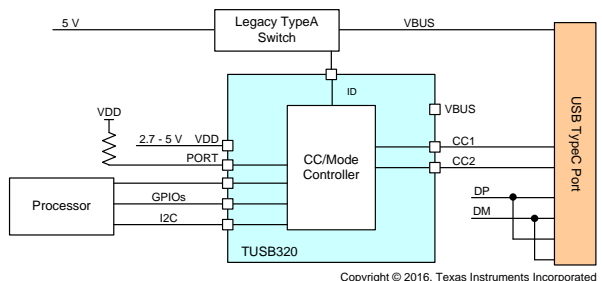 Legacy TypeA
Switch
5 V
VBUS
ID
VBUS
VDD
2.7 - 5 V VDD
PORT
CC1
CC2
CC/Mode
Controller
USB TypeC Port
Processor
GPIOs
I2C
DP
DM
TUSB320
Copyright © 2016, Texas Instruments Incorporated